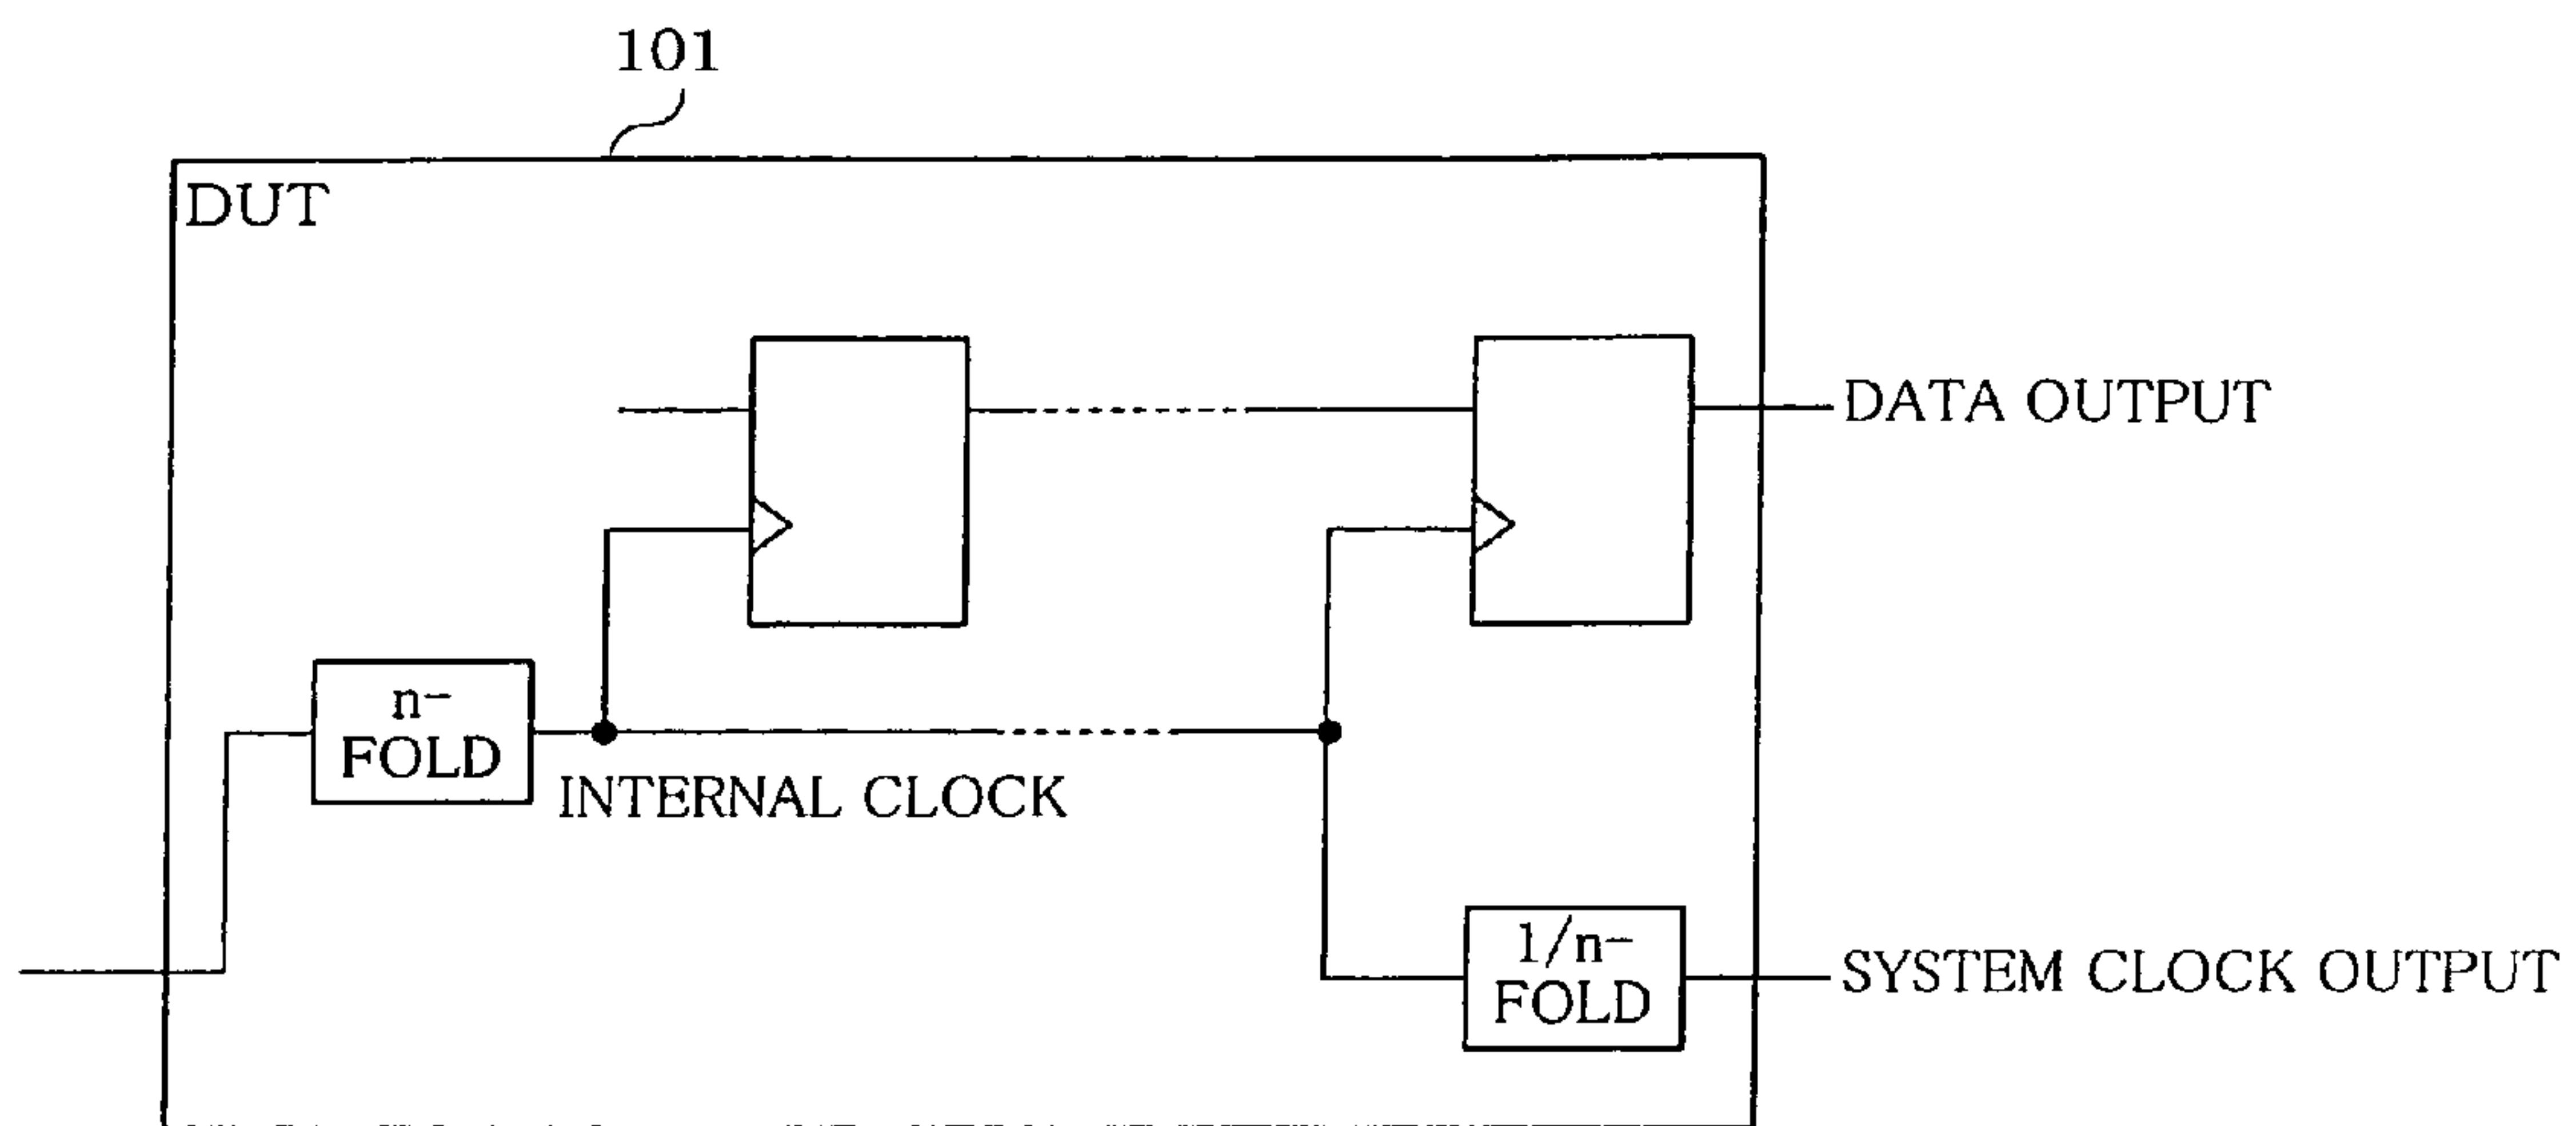 101
DUT
DATA OUTPUT
n-
FOLD
INTERNAL CLOCK
1/n-
FOLD
SYSTEM CLOCK OUTPUT